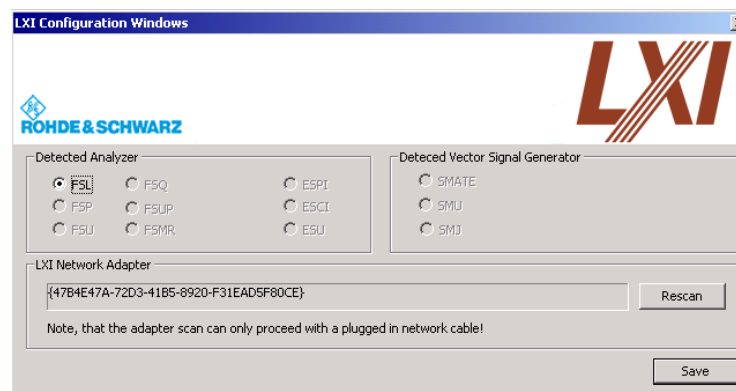 LXI Configuration Windows
LXI
ROHDE & SCHWARZ
Detected Analyzer
FSL FSQ ESPI
FSP FSUP ESCI
FSU FSMR ESU
Deteced Vector Signal Generator
SMATE
SMU
SMJ
LXI Network Adapter
{47B4E47A-72D3-41B5-8920-F31EAD5F80CE}
Rescan
Note, that the adapter scan can only proceed with a plugged in network cable!
Save